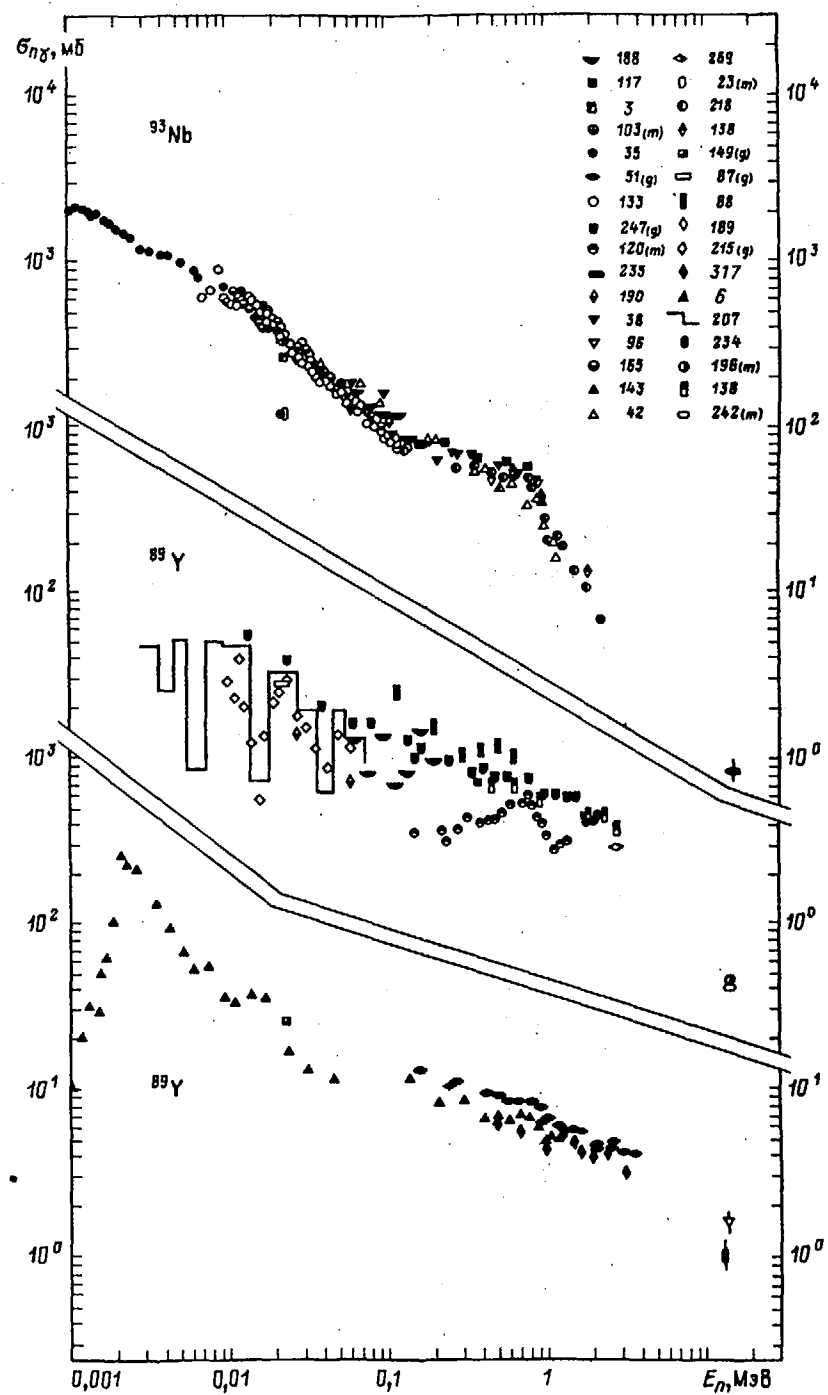 σnγ, мб
10⁴
⁹³Nb
10³
10³
⁸⁹Y
10²
10³
10²
⁸⁹Y
10¹
10⁰
188
117
3
103(m)
35
51(g)
133
247(g)
120(m)
235
190
38
96
165
143
42
269
23(m)
218
138
149(g)
87(g)
88
189
215(g)
317
6
207
234
196(m)
138
242(m)
10⁴
10³
10²
10¹
10⁰
10⁰
10¹
10⁰
0,001 0,01 0,1 1 En, МэВ